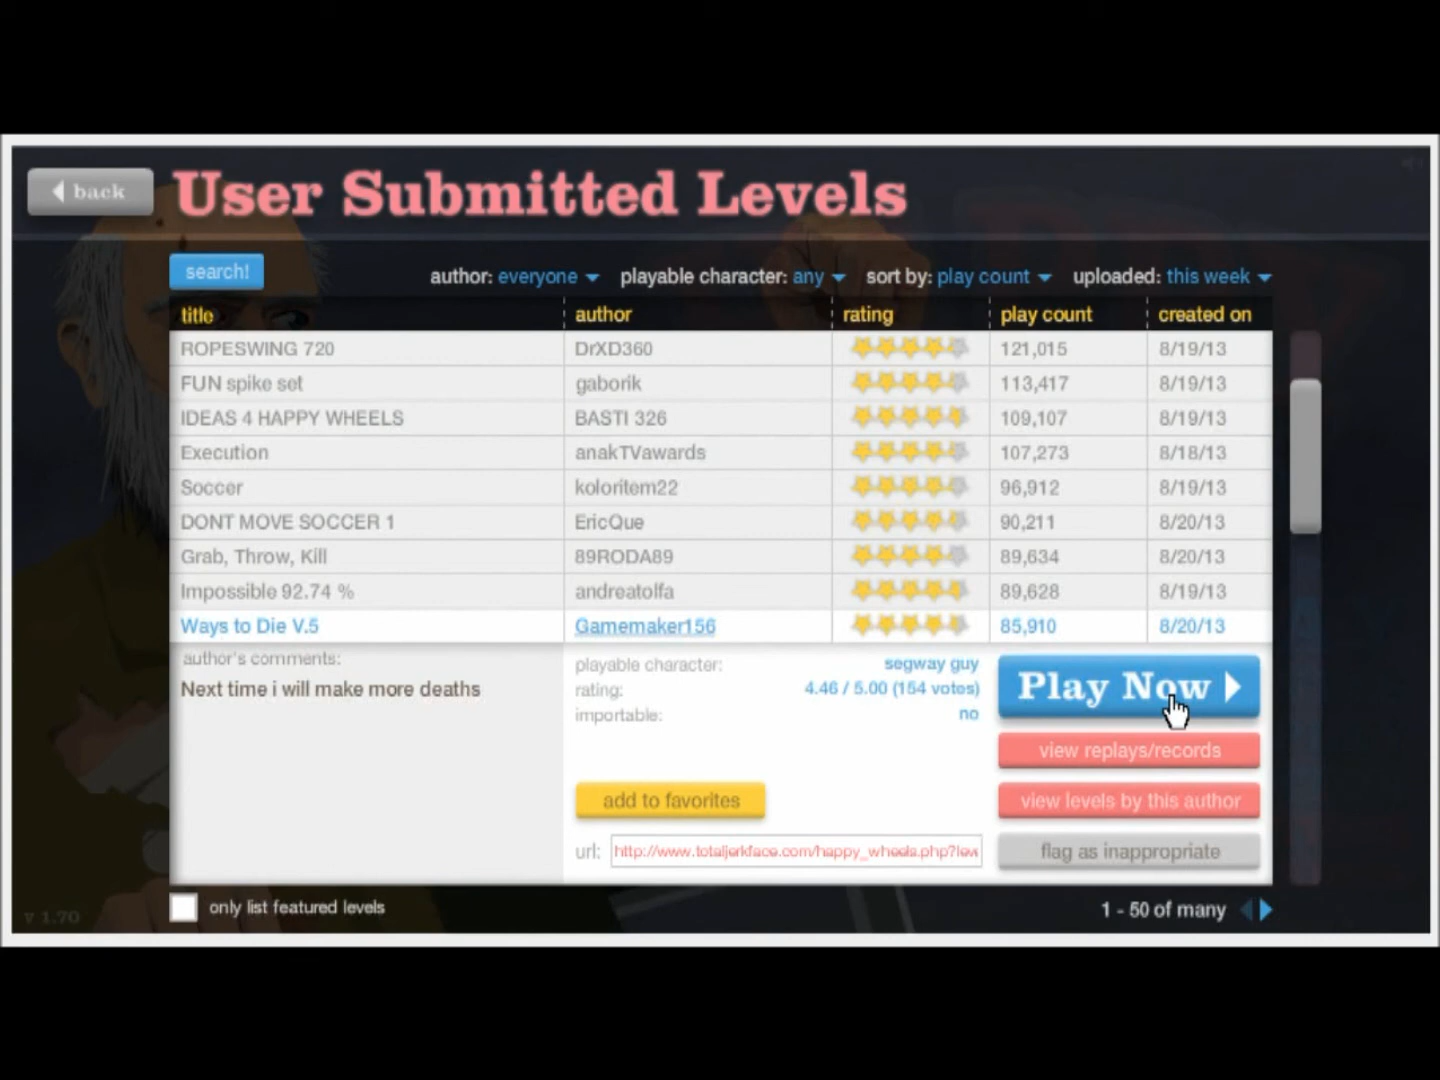 back
User Submitted Levels
search!
author: everyone
playable character: any
sort by: play count
uploaded: this week
title author rating play count created on
ROPESWING 720 DrXD360 121,015 8/19/13
FUN spike set gaborik 113,417 8/19/13
IDEAS 4 HAPPY WHEELS BASTI 326 109,107 8/19/13
Execution anakTVawards 107,273 8/18/13
Soccer koloritem22 96,912 8/19/13
DONT MOVE SOCCER 1 EricQue 90,211 8/20/13
Grab, Throw, Kill 89RODA89 89,634 8/20/13
Impossible 92.74 % andreatolfa 89,628 8/19/13
Ways to Die V.5 Gamemaker156 85,910 8/20/13
author's comments:
Next time i will make more deaths
playable character: segway guy
rating: 4.46 / 5.00 (154 votes)
importable: no
add to favorites
url: http://www.totaljerkface.com/happy_wheels.php?lev
Play Now
view replays/records
view levels by this author
flag as inappropriate
v 1.70
only list featured levels
1 - 50 of many